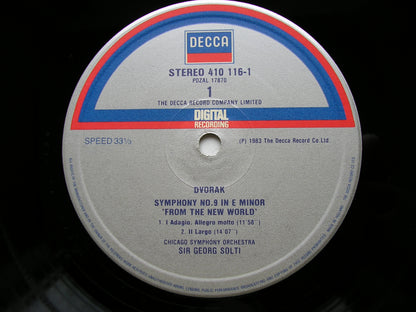 DECCA
STEREO 410 116-1
PDZAL 17870
1
THE DECCA RECORD COMPANY LIMITED
DIGITAL
RECORDING
SPEED 33⅓
(P) 1983 The Decca Record Co Ltd
DVORAK
SYMPHONY NO.9 IN E MINOR
'FROM THE NEW WORLD'
1. I Adagio. Allegro molto (11'58")
2. II Largo (14'07")
CHICAGO SYMPHONY ORCHESTRA
SIR GEORG SOLTI